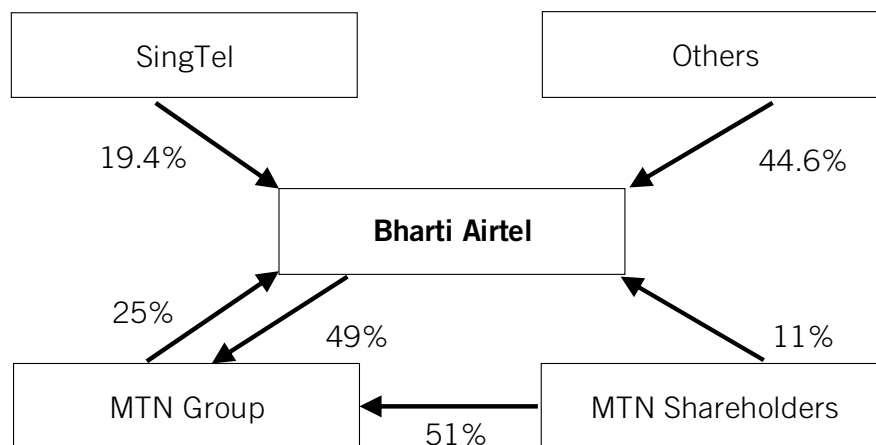 SingTel
Others
19.4%
44.6%
Bharti Airtel
25%
49%
11%
MTN Group
MTN Shareholders
51%